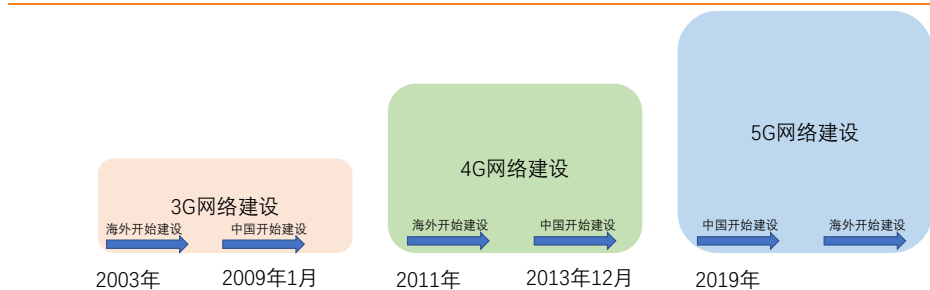 3G网络建设
海外开始建设
中国开始建设
2003年
2009年1月
4G网络建设
海外开始建设
中国开始建设
2011年
2013年12月
5G网络建设
中国开始建设
海外开始建设
2019年